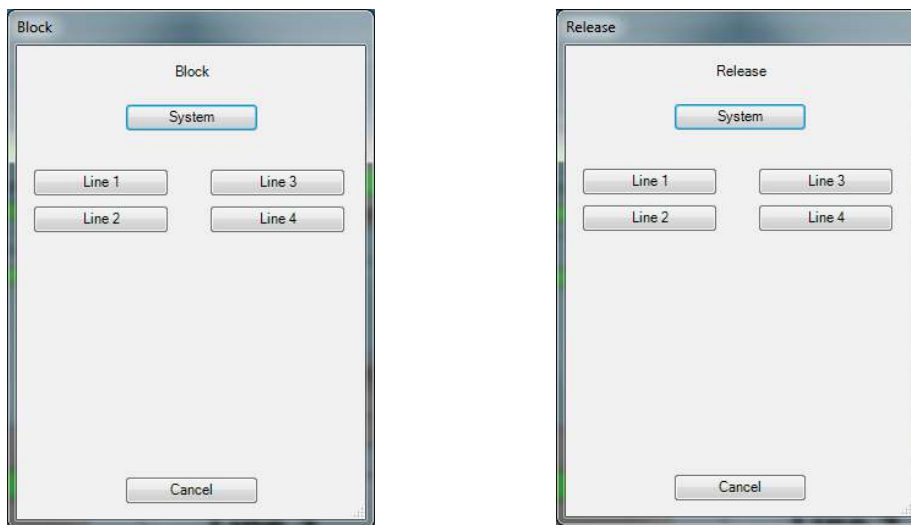 Block
Block
System
Line 1 Line 3
Line 2 Line 4
Cancel
Release
Release
System
Line 1 Line 3
Line 2 Line 4
Cancel